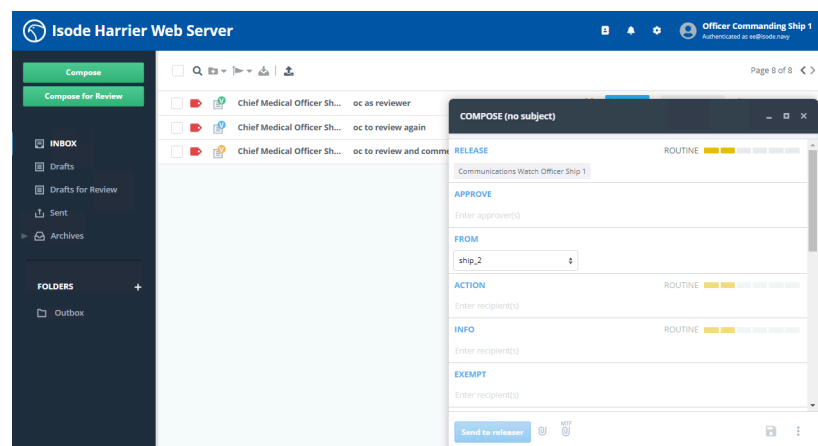 Isode Harrier Web Server
Officer Commanding Ship 1
Authenticated as ee@isode.navy
Compose
Compose for Review
INBOX
Drafts
Drafts for Review
Sent
Archives
FOLDERS +
Outbox
Page 8 of 8
V Chief Medical Officer Sh... oc as reviewer
V Chief Medical Officer Sh... oc to review again
V Chief Medical Officer Sh... oc to review and comme
COMPOSE (no subject)
RELEASE ROUTINE
Communications Watch Officer Ship 1
APPROVE
Enter approver(s)
FROM
ship_2
ACTION ROUTINE
Enter recipient(s)
INFO ROUTINE
Enter recipient(s)
EXEMPT
Enter recipient(s)
Send to releaser MTF